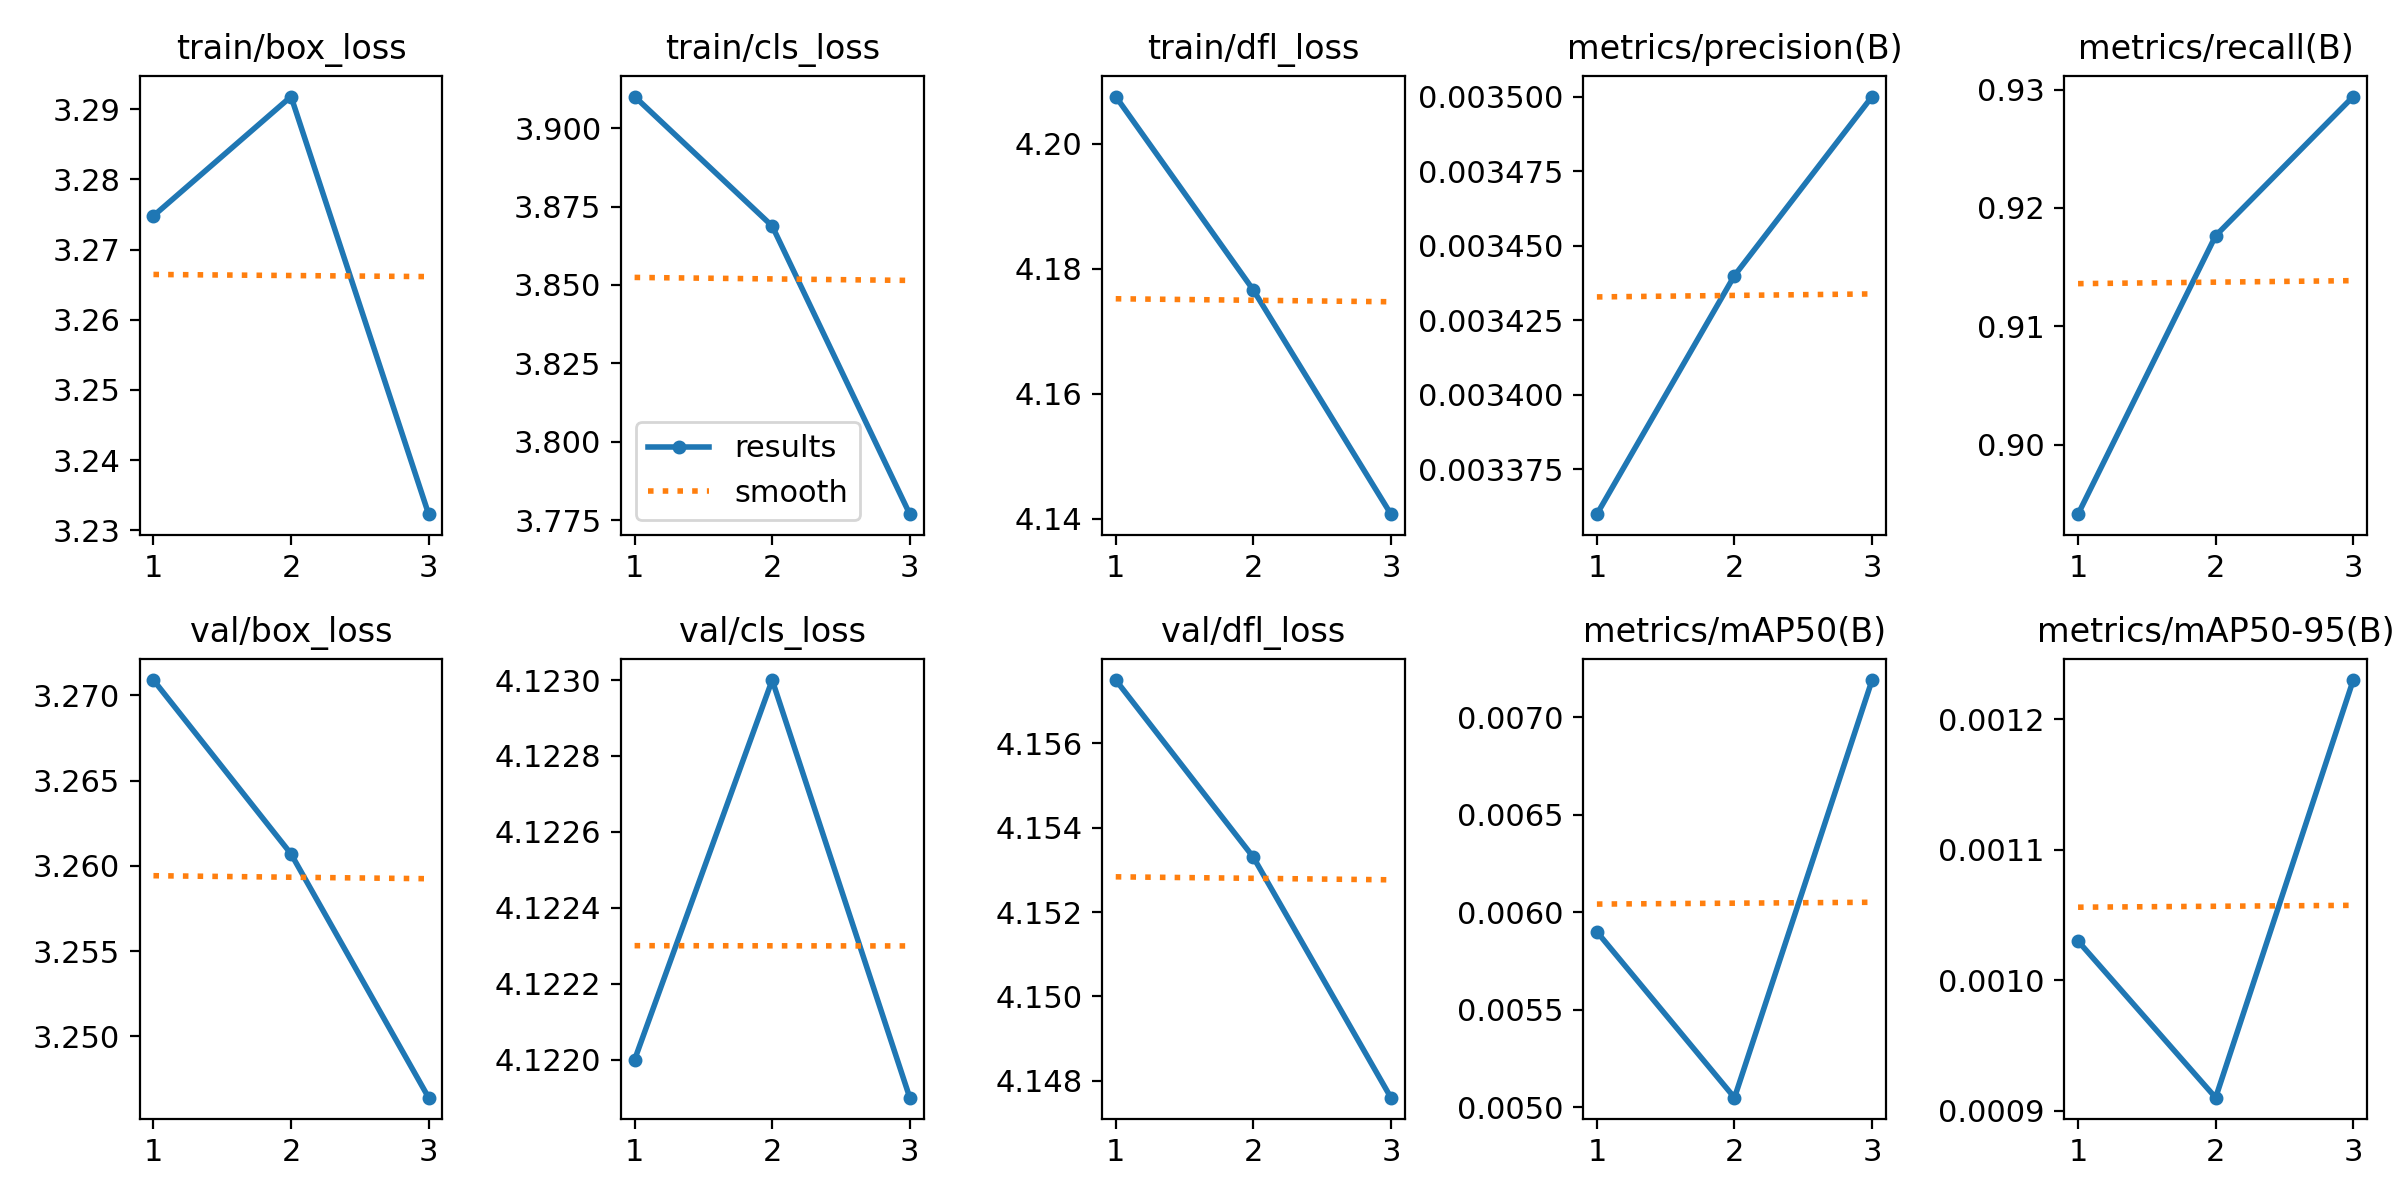 train/box_loss
3.29
3.28
3.27
3.26
3.25
3.24
3.23
1 2 3
train/cls_loss
3.900
3.875
3.850
3.825
3.800
3.775
results
smooth
1 2 3
train/dfl_loss
4.20
4.18
4.16
4.14
1 2 3
metrics/precision(B)
0.003500
0.003475
0.003450
0.003425
0.003400
0.003375
1 2 3
metrics/recall(B)
0.93
0.92
0.91
0.90
1 2 3
val/box_loss
3.270
3.265
3.260
3.255
3.250
1 2 3
val/cls_loss
4.1230
4.1228
4.1226
4.1224
4.1222
4.1220
1 2 3
val/dfl_loss
4.156
4.154
4.152
4.150
4.148
1 2 3
metrics/mAP50(B)
0.0070
0.0065
0.0060
0.0055
0.0050
1 2 3
metrics/mAP50-95(B)
0.0012
0.0011
0.0010
0.0009
1 2 3